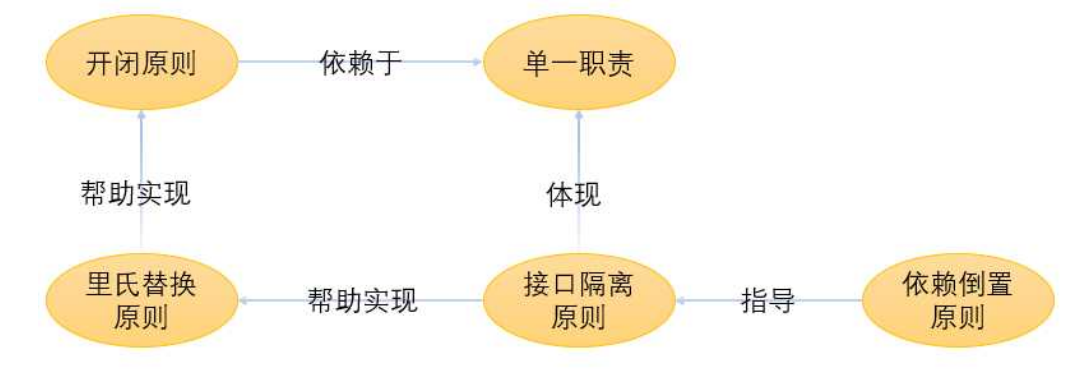 开闭原则
依赖于
单一职责
帮助实现
体现
里氏替换
原则
帮助实现
接口隔离
原则
指导
依赖倒置
原则